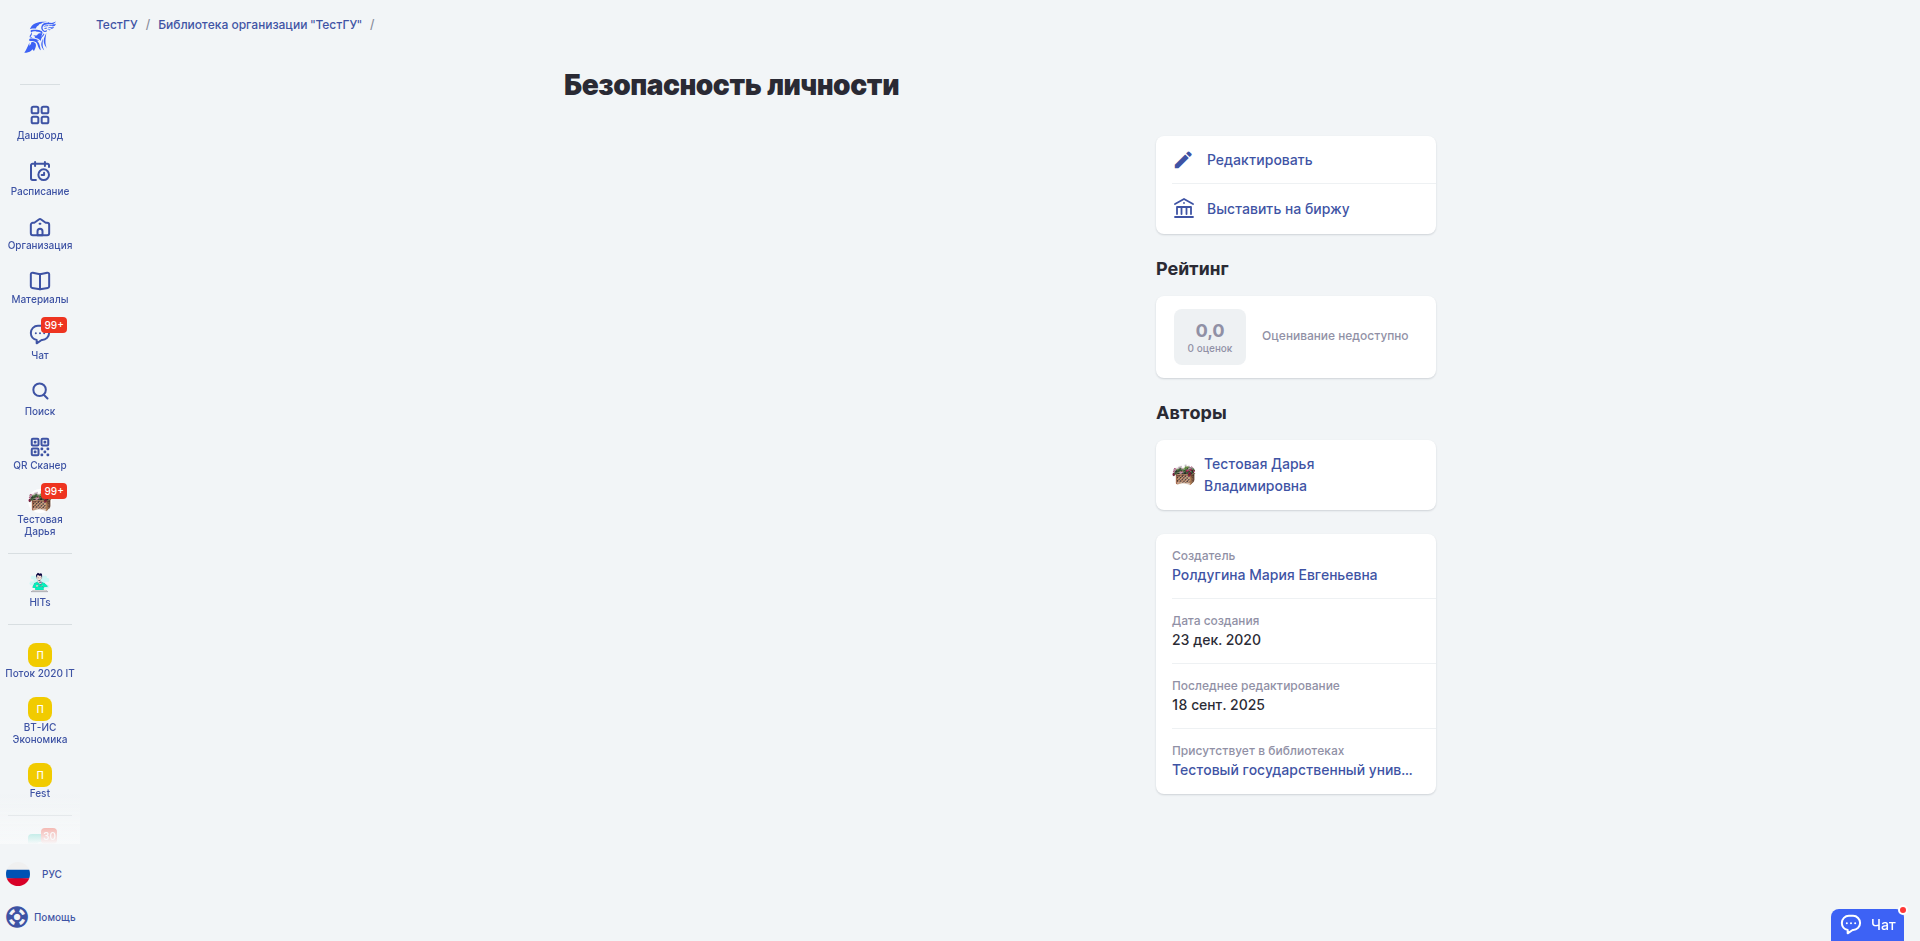 ТестГУ / Библиотека организации "ТестГУ" /
Безопасность личности
Дашборд
Расписание
Организация
Материалы
99+
Чат
Поиск
QR Сканер
99+
Тестовая
Дарья
HITs
П
Поток 2020 IT
П
ВТ-ИС
Экономика
П
Fest
30
РУС
Помощь
Редактировать
Выставить на биржу
Рейтинг
0,0
0 оценок
Оценивание недоступно
Авторы
Тестовая Дарья
Владимировна
Создатель
Ролдугина Мария Евгеньевна
Дата создания
23 дек. 2020
Последнее редактирование
18 сент. 2025
Присутствует в библиотеках
Тестовый государственный унив...
Чат